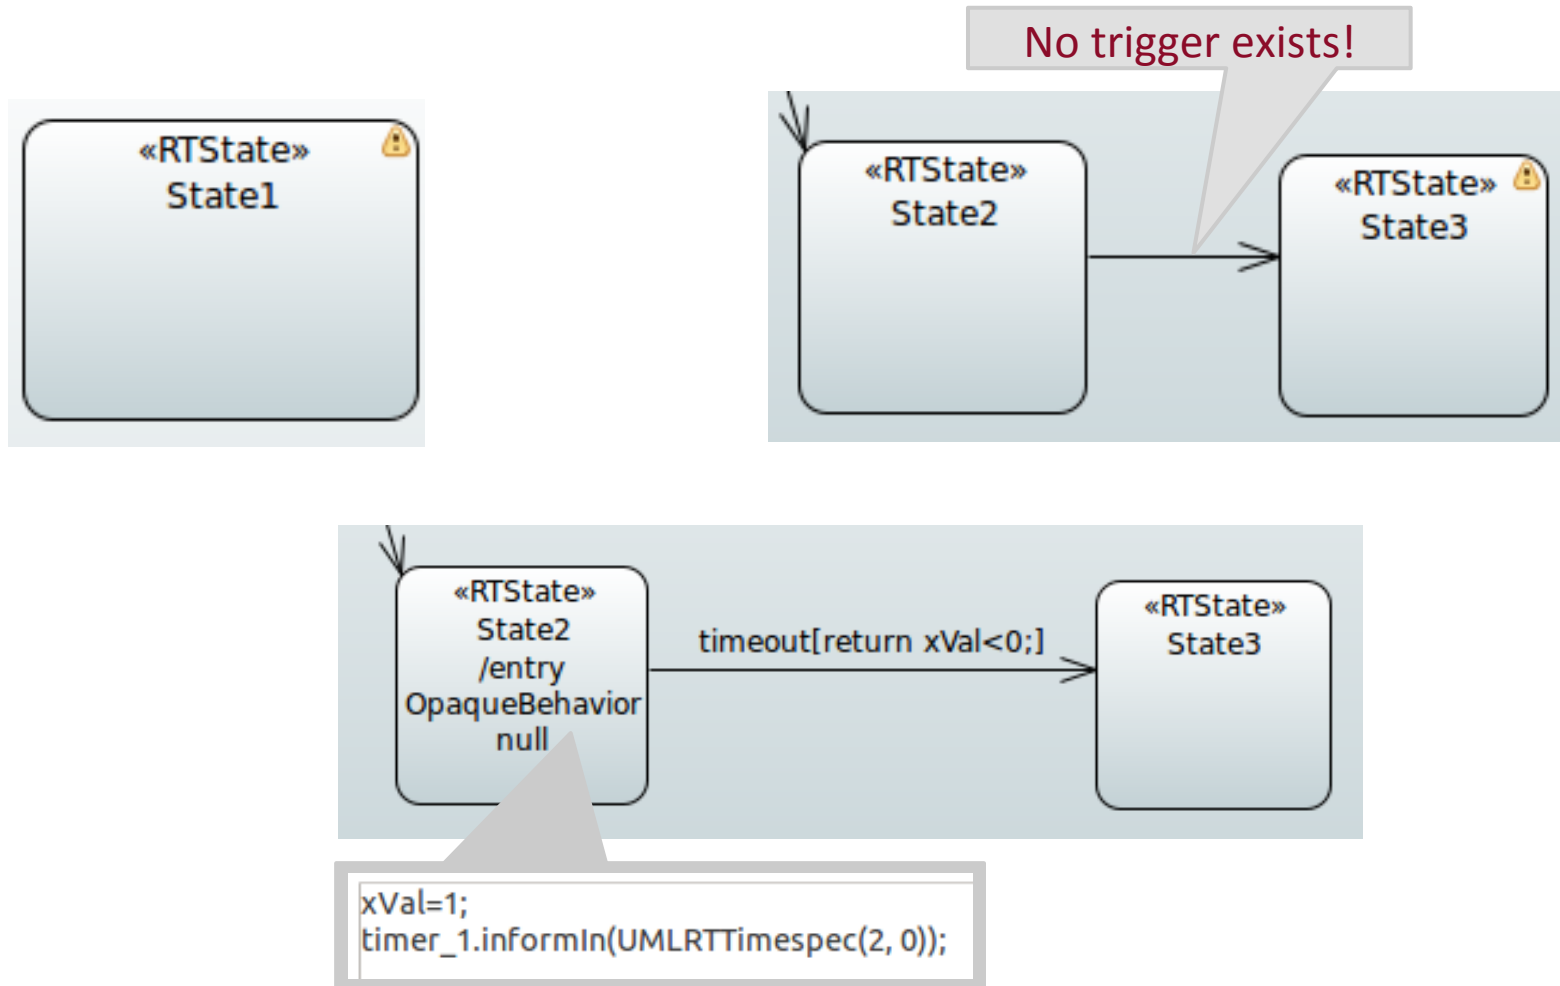 No trigger exists!
«RTState»
State1
«RTState»
State2
«RTState»
State3
«RTState»
State2
/entry
OpaqueBehavior
null
timeout[return xVal<0;]
«RTState»
State3
xVal=1;
timer_1.informIn(UMLRTTimespec(2, 0));